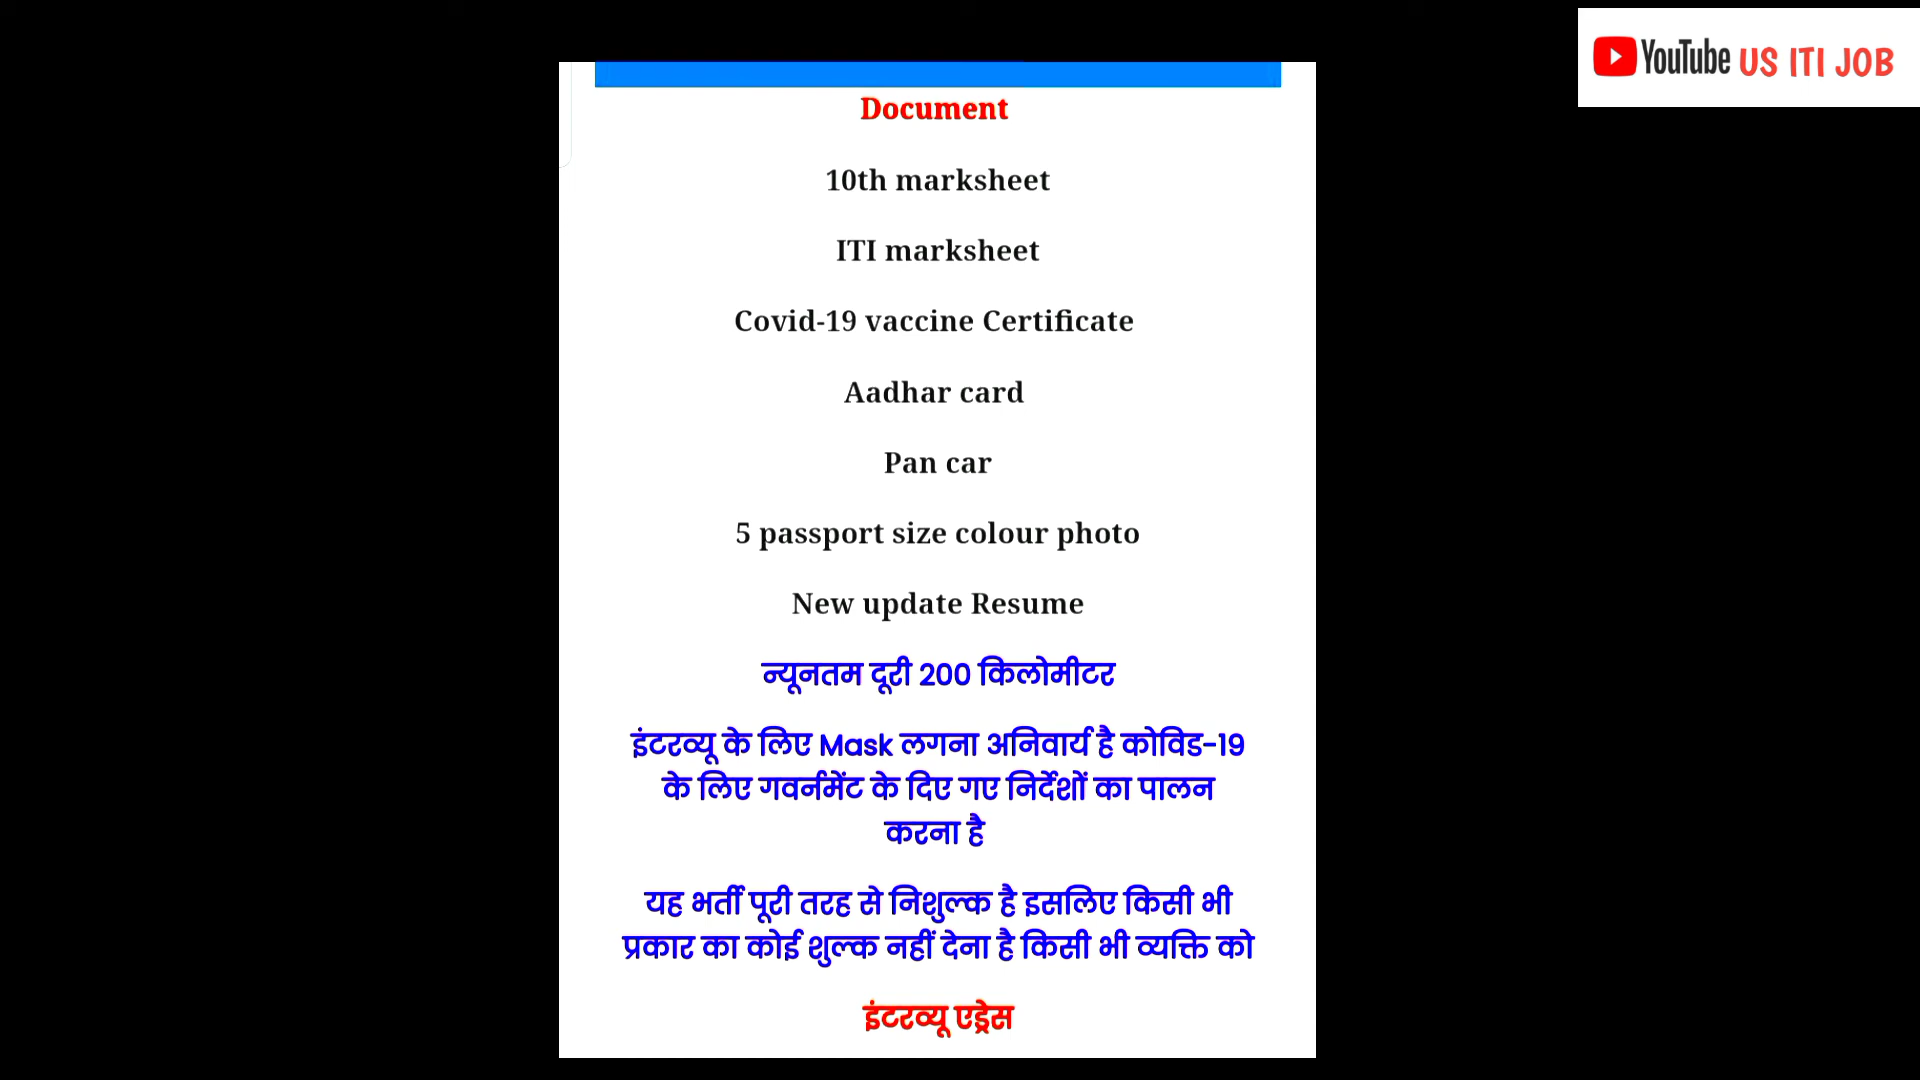 YouTube US ITI JOB
Document
10th marksheet
ITI marksheet
Covid-19 vaccine Certificate
Aadhar card
Pan car
5 passport size colour photo
New update Resume
न्यूनतम दूरी 200 किलोमीटर
इंटरव्यू के लिए Mask लगना अनिवार्य है कोविड-19
के लिए गवर्नमेंट के दिए गए निर्देशों का पालन
करना है
यह भर्ती पूरी तरह से निशुल्क है इसलिए किसी भी
प्रकार का कोई शुल्क नहीं देना है किसी भी व्यक्ति को
इंटरव्यू एड्रेस